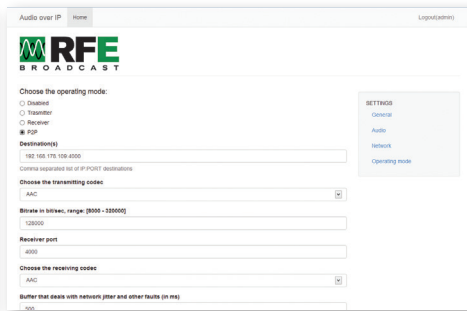 Audio over IP Home Logout(admin)
RFE
BROADCAST
Choose the operating mode:
Disabled
Trasmitter
Receiver
P2P
Destination(s)
192.168.178.109:4000
Comma separated list of IP:PORT destinations
Choose the transmitting codec
AAC
Bitrate in bit/sec, range: [8000 - 320000]
128000
Receiver port
4000
Choose the receiving codec
AAC
Buffer that deals with network jitter and other faults (in ms)
500
SETTINGS
General
Audio
Network
Operating mode